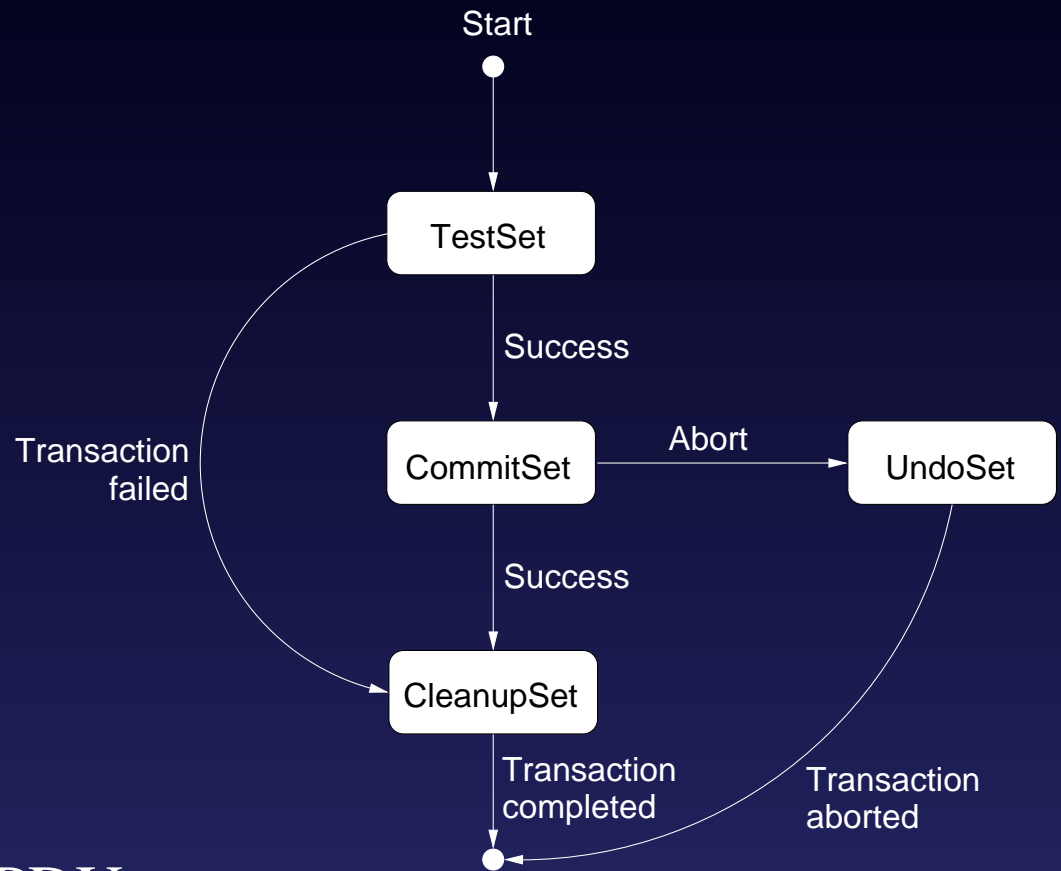 Start
TestSet
Success
Transaction
failed
CommitSet
Abort
UndoSet
Success
CleanupSet
Transaction
completed
Transaction
aborted